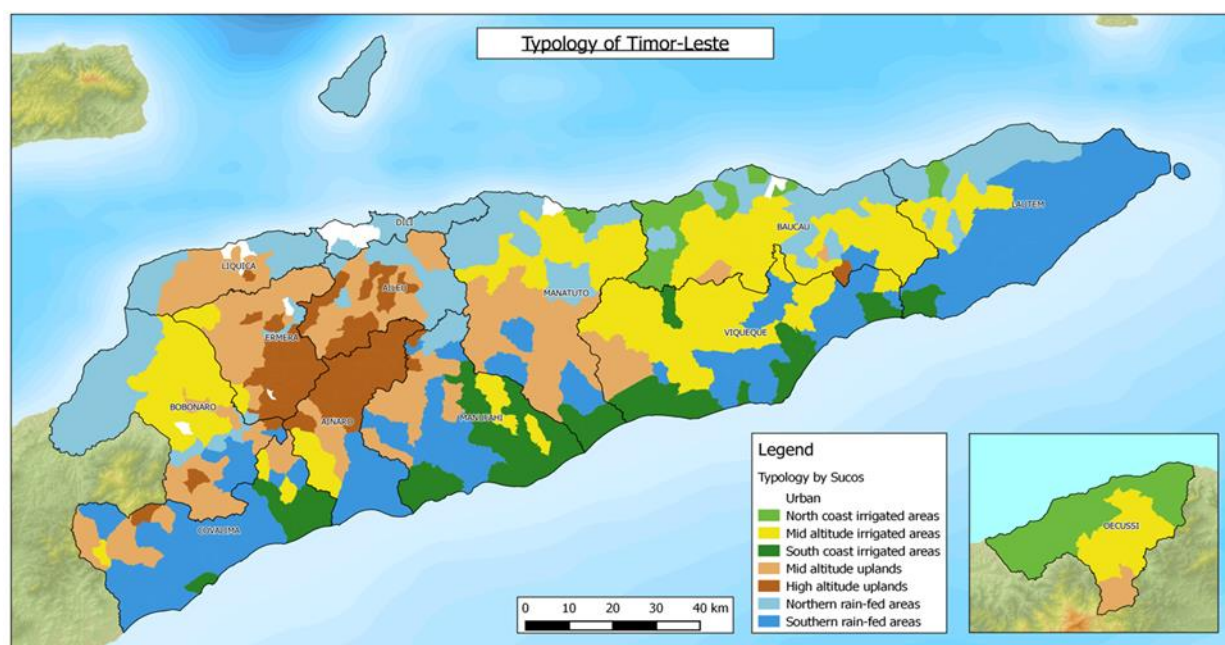 Typology of Timor-Leste
DILI
LAUTEM
BAUCAU
LIQUICA
AILEU
MANATUTO
VIQUEQUE
ERMERA
BOBONARO
AINARO
MANUFAHI
COVALIMA
Legend
Typology by Sucos
Urban
North coast irrigated areas
Mid altitude irrigated areas
South coast irrigated areas
Mid altitude uplands
High altitude uplands
Northern rain-fed areas
Southern rain-fed areas
OECUSSI
0 10 20 30 40 km